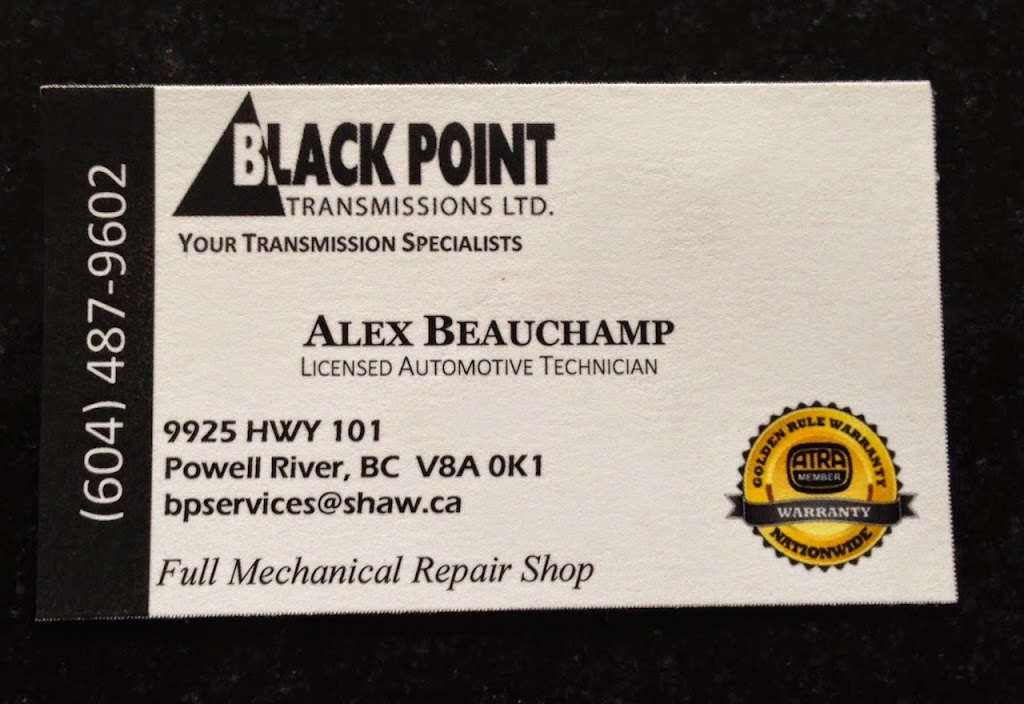 (604) 487-9602
BLACK POINT
TRANSMISSIONS LTD.
YOUR TRANSMISSION SPECIALISTS
ALEX BEAUCHAMP
LICENSED AUTOMOTIVE TECHNICIAN
9925 HWY 101
Powell River, BC V8A 0K1
bpservices@shaw.ca
Full Mechanical Repair Shop
GOLDEN RULE WARRANTY
ATRA
MEMBER
WARRANTY
NATIONWIDE